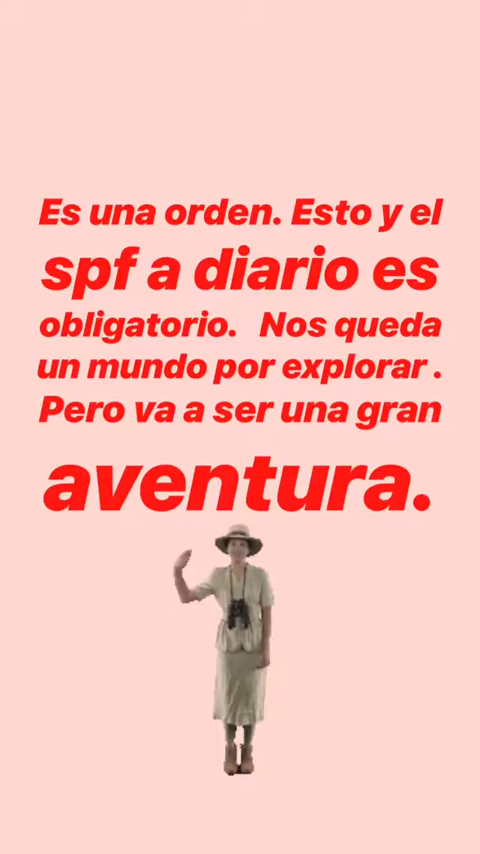 Es una orden. Esto y el
spf a diario es
obligatorio. Nos queda
un mundo por explorar .
Pero va a ser una gran
aventura.